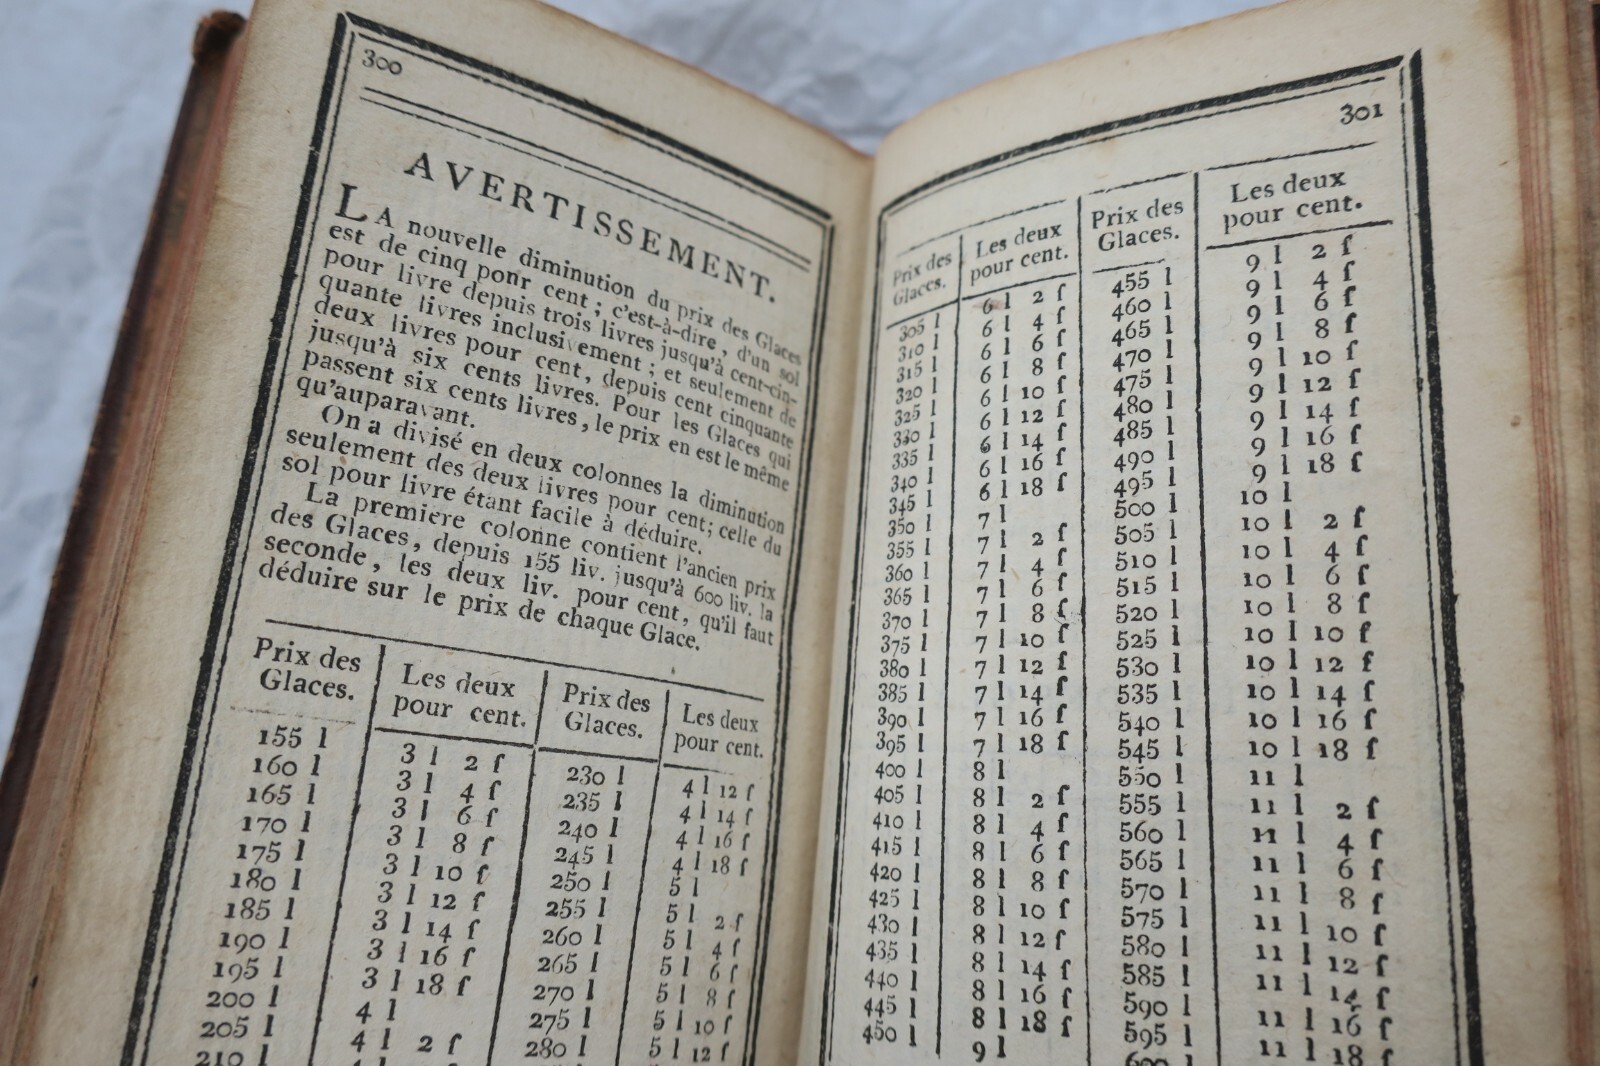 300
AVERTISSEMENT.
LA nouvelle diminution du prix des Glaces
est de cinq pour cent ; c'est-à-dire, d'un sol
pour livre depuis trois livres jusqu'à cent-cin-
quante livres inclusivement ; et seulement de
deux livres pour cent, depuis cent cinquante
jusqu'à six cents livres. Pour les Glaces qui
passent six cents livres, le prix en est le même
qu'auparavant.
On a divisé en deux colonnes la diminution
seulement des deux livres pour cent ; celle du
sol pour livre étant facile à déduire.
La premiere colonne contient l'ancien prix
des Glaces, depuis 155 liv. jusqu'à 600 liv. la
seconde, les deux liv. pour cent, qu'il faut
déduire sur le prix de chaque Glace.
Prix des Les deux Prix des Les deux
Glaces. pour cent. Glaces. pour cent.
155 l 3 l 2 ſ 230 l 4 l 12 ſ
160 l 3 l 4 ſ 235 l 4 l 14 ſ
165 l 3 l 6 ſ 240 l 4 l 16 ſ
170 l 3 l 8 ſ 245 l 4 l 18 ſ
175 l 3 l 10 ſ 250 l 5 l
180 l 3 l 12 ſ 255 l 5 l 2 ſ
185 l 3 l 14 ſ 260 l 5 l 4 ſ
190 l 3 l 16 ſ 265 l 5 l 6 ſ
195 l 3 l 18 ſ 270 l 5 l 8 ſ
200 l 4 l 275 l 5 l 10 ſ
205 l 4 l 2 ſ 280 l 5 l 12 ſ
210 l
301
Prix des Les deux Prix des Les deux
Glaces. pour cent. Glaces. pour cent.
305 l 6 l 2 ſ 455 l 9 l 2 ſ
310 l 6 l 4 ſ 460 l 9 l 4 ſ
315 l 6 l 6 ſ 465 l 9 l 6 ſ
320 l 6 l 8 ſ 470 l 9 l 8 ſ
325 l 6 l 10 ſ 475 l 9 l 10 ſ
330 l 6 l 12 ſ 480 l 9 l 12 ſ
335 l 6 l 14 ſ 485 l 9 l 14 ſ
340 l 6 l 16 ſ 490 l 9 l 16 ſ
345 l 6 l 18 ſ 495 l 9 l 18 ſ
350 l 7 l 500 l 10 l
355 l 7 l 2 ſ 505 l 10 l 2 ſ
360 l 7 l 4 ſ 510 l 10 l 4 ſ
365 l 7 l 6 ſ 515 l 10 l 6 ſ
370 l 7 l 8 ſ 520 l 10 l 8 ſ
375 l 7 l 10 ſ 525 l 10 l 10 ſ
380 l 7 l 12 ſ 530 l 10 l 12 ſ
385 l 7 l 14 ſ 535 l 10 l 14 ſ
390 l 7 l 16 ſ 540 l 10 l 16 ſ
395 l 7 l 18 ſ 545 l 10 l 18 ſ
400 l 8 l 550 l 11 l
405 l 8 l 2 ſ 555 l 11 l 2 ſ
410 l 8 l 4 ſ 560 l 11 l 4 ſ
415 l 8 l 6 ſ 565 l 11 l 6 ſ
420 l 8 l 8 ſ 570 l 11 l 8 ſ
425 l 8 l 10 ſ 575 l 11 l 10 ſ
430 l 8 l 12 ſ 580 l 11 l 12 ſ
435 l 8 l 14 ſ 585 l 11 l 14 ſ
440 l 8 l 16 ſ 590 l 11 l 16 ſ
445 l 8 l 18 ſ 595 l 11 l 18 ſ
450 l 9 l